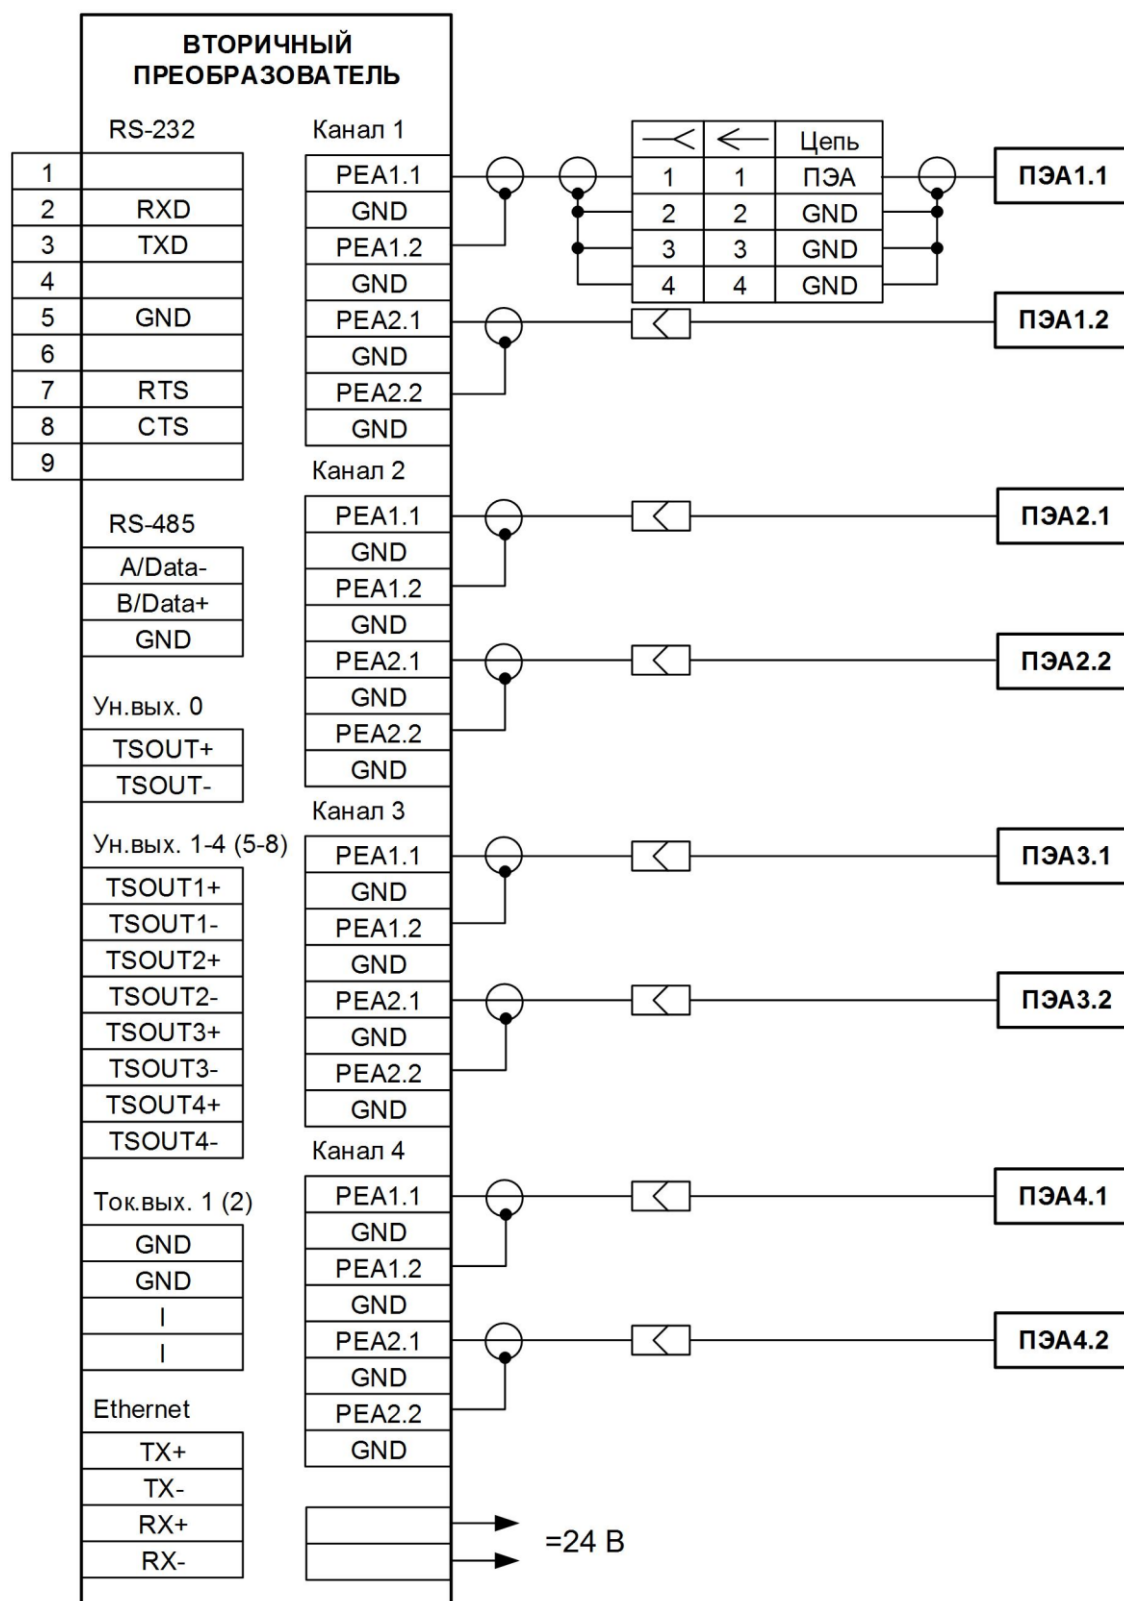 ВТОРИЧНЫЙ
ПРЕОБРАЗОВАТЕЛЬ
RS-232
1
2 RXD
3 TXD
4
5 GND
6
7 RTS
8 CTS
9
RS-485
A/Data-
B/Data+
GND
Ун.вых. 0
TSOUT+
TSOUT-
Ун.вых. 1-4 (5-8)
TSOUT1+
TSOUT1-
TSOUT2+
TSOUT2-
TSOUT3+
TSOUT3-
TSOUT4+
TSOUT4-
Ток.вых. 1 (2)
GND
GND
I
I
Ethernet
TX+
TX-
RX+
RX-
Канал 1
PEA1.1
GND
PEA1.2
GND
PEA2.1
GND
PEA2.2
GND
Канал 2
PEA1.1
GND
PEA1.2
GND
PEA2.1
GND
PEA2.2
GND
Канал 3
PEA1.1
GND
PEA1.2
GND
PEA2.1
GND
PEA2.2
GND
Канал 4
PEA1.1
GND
PEA1.2
GND
PEA2.1
GND
PEA2.2
GND
=24 В
Цепь
1 1 ПЭА
2 2 GND
3 3 GND
4 4 GND
ПЭА1.1
ПЭА1.2
ПЭА2.1
ПЭА2.2
ПЭА3.1
ПЭА3.2
ПЭА4.1
ПЭА4.2